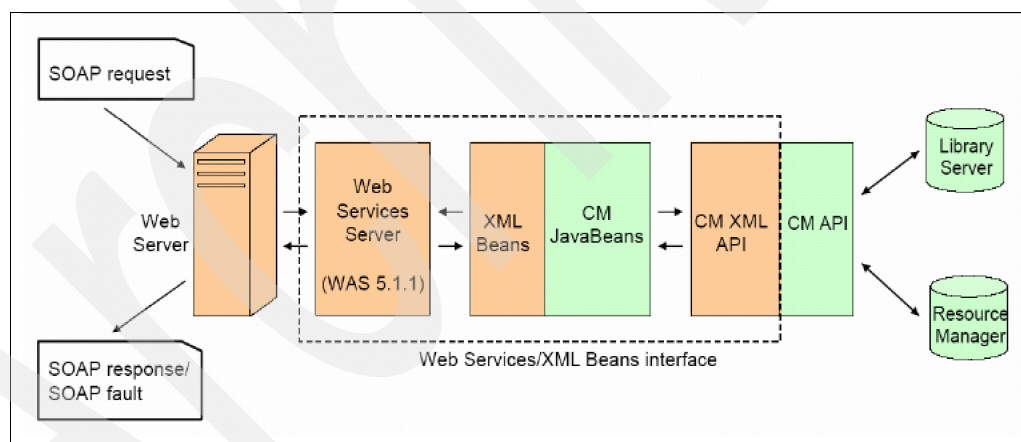 SOAP request
Web
Server
SOAP response/
SOAP fault
Web
Services
Server
(WAS 5.1.1)
XML
Beans
CM
JavaBeans
CM XML
API
CM API
Library
Server
Resource
Manager
Web Services/XML Beans interface